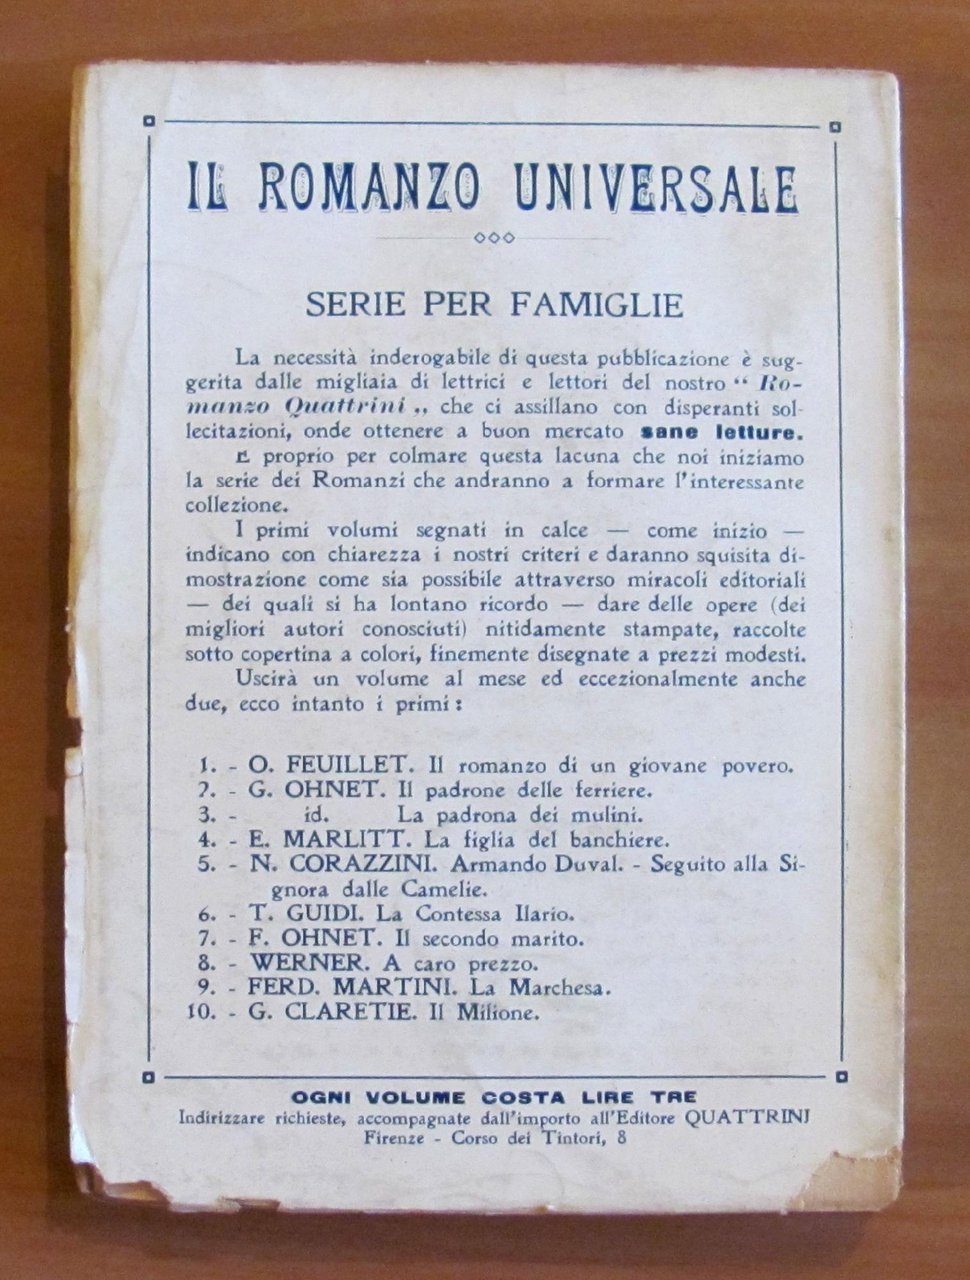 IL ROMANZO UNIVERSALE
SERIE PER FAMIGLIE
La necessità inderogabile di questa pubblicazione è sug-
gerita dalle migliaia di lettrici e lettori del nostro “ Ro-
manzo Quattrini „ che ci assillano con disperanti sol-
lecitazioni, onde ottenere a buon mercato sane letture.
E proprio per colmare questa lacuna che noi iniziamo
la serie dei Romanzi che andranno a formare l'interessante
collezione.
I primi volumi segnati in calce — come inizio —
indicano con chiarezza i nostri criteri e daranno squisita di-
mostrazione come sia possibile attraverso miracoli editoriali
— dei quali si ha lontano ricordo — dare delle opere (dei
migliori autori conosciuti) nitidamente stampate, raccolte
sotto copertina a colori, finemente disegnate a prezzi modesti.
Uscirà un volume al mese ed eccezionalmente anche
due, ecco intanto i primi:
1. - O. FEUILLET. Il romanzo di un giovane povero.
2. - G. OHNET. Il padrone delle ferriere.
3. - id. La padrona dei mulini.
4. - E. MARLITT. La figlia del banchiere.
5. - N. CORAZZINI. Armando Duval. - Seguito alla Si-
gnora dalle Camelie.
6. - T. GUIDI. La Contessa Ilario.
7. - F. OHNET. Il secondo marito.
8. - WERNER. A caro prezzo.
9. - FERD. MARTINI. La Marchesa.
10. - G. CLARETIE. Il Milione.
OGNI VOLUME COSTA LIRE TRE
Indirizzare richieste, accompagnate dall'importo all'Editore QUATTRINI
Firenze - Corso dei Tintori, 8